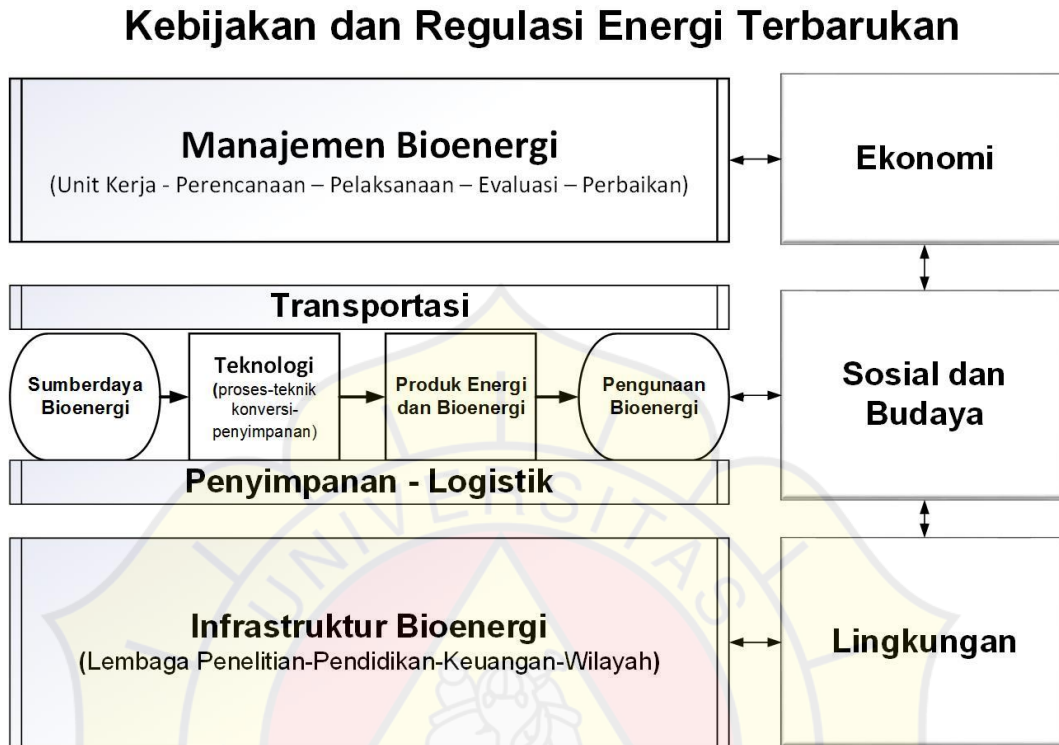 Kebijakan dan Regulasi Energi Terbarukan
Manajemen Bioenergi
(Unit Kerja - Perencanaan – Pelaksanaan – Evaluasi – Perbaikan)
Ekonomi
Transportasi
Sumberdaya
Bioenergi
Teknologi
(proses-teknik
konversi-
penyimpanan)
Produk Energi
dan Bioenergi
Pengunaan
Bioenergi
Sosial dan
Budaya
Penyimpanan - Logistik
UNIVERSITAS
Infrastruktur Bioenergi
(Lembaga Penelitian-Pendidikan-Keuangan-Wilayah)
Lingkungan